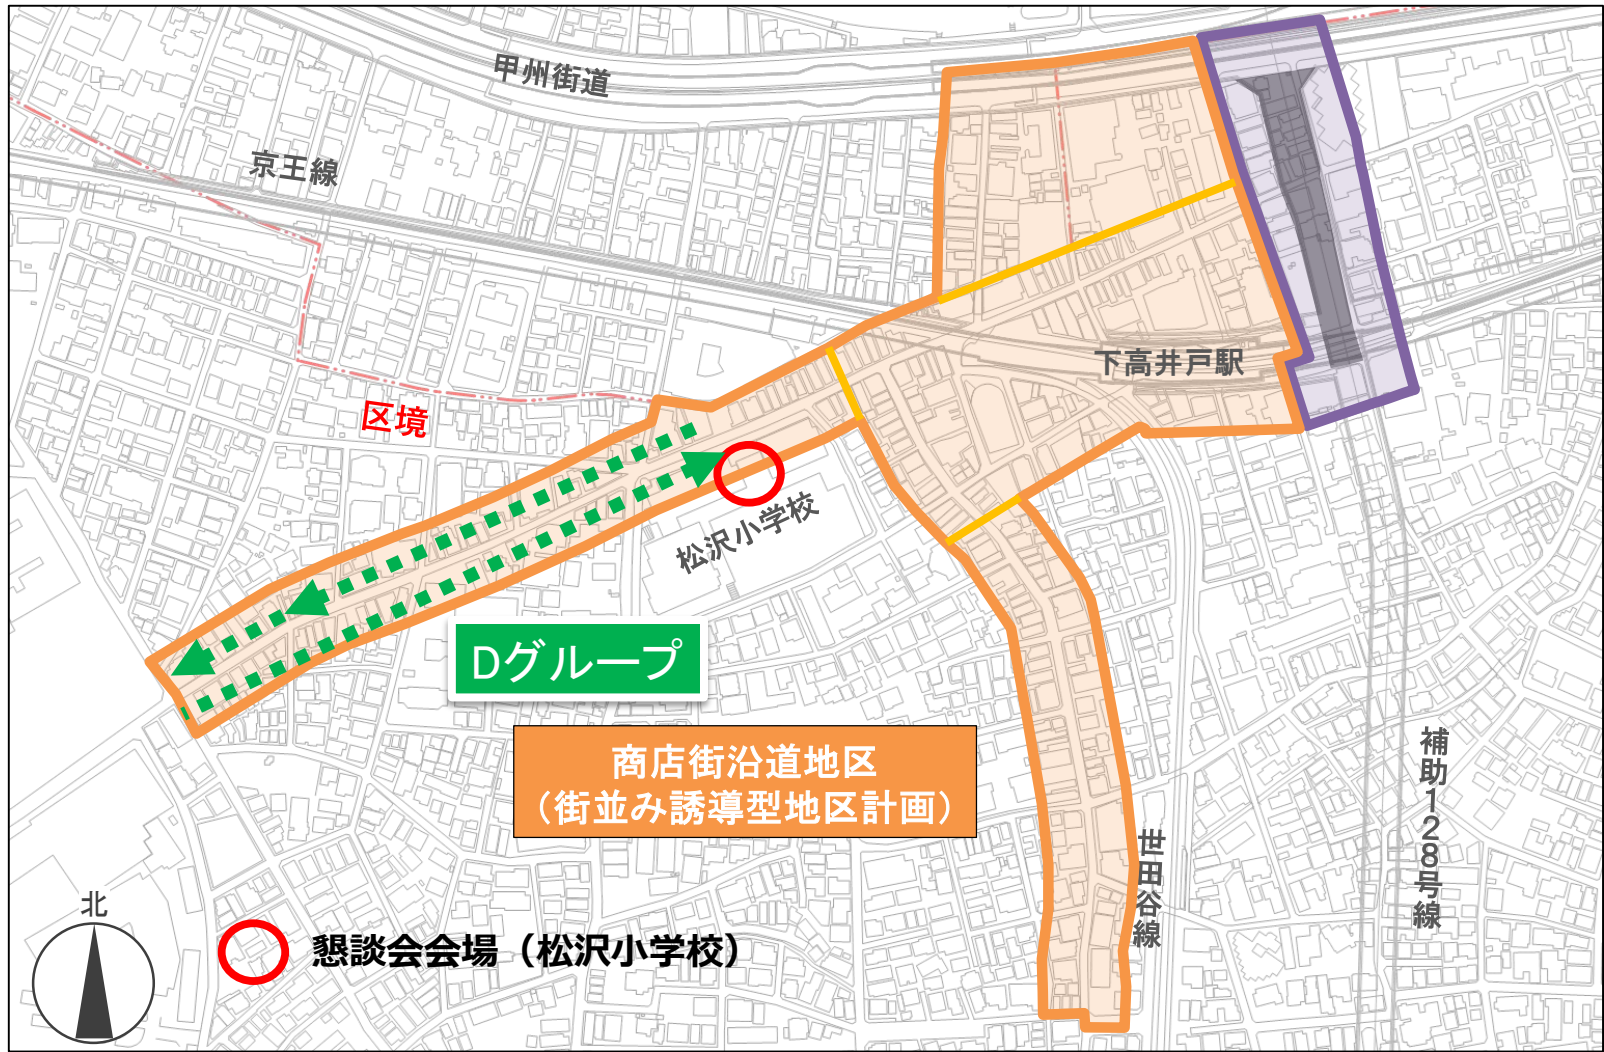 甲州街道
京王線
下高井戸駅
区境
松沢小学校
Dグループ
商店街沿道地区
（街並み誘導型地区計画）
補助128号線
世田谷線
北
懇談会会場（松沢小学校）